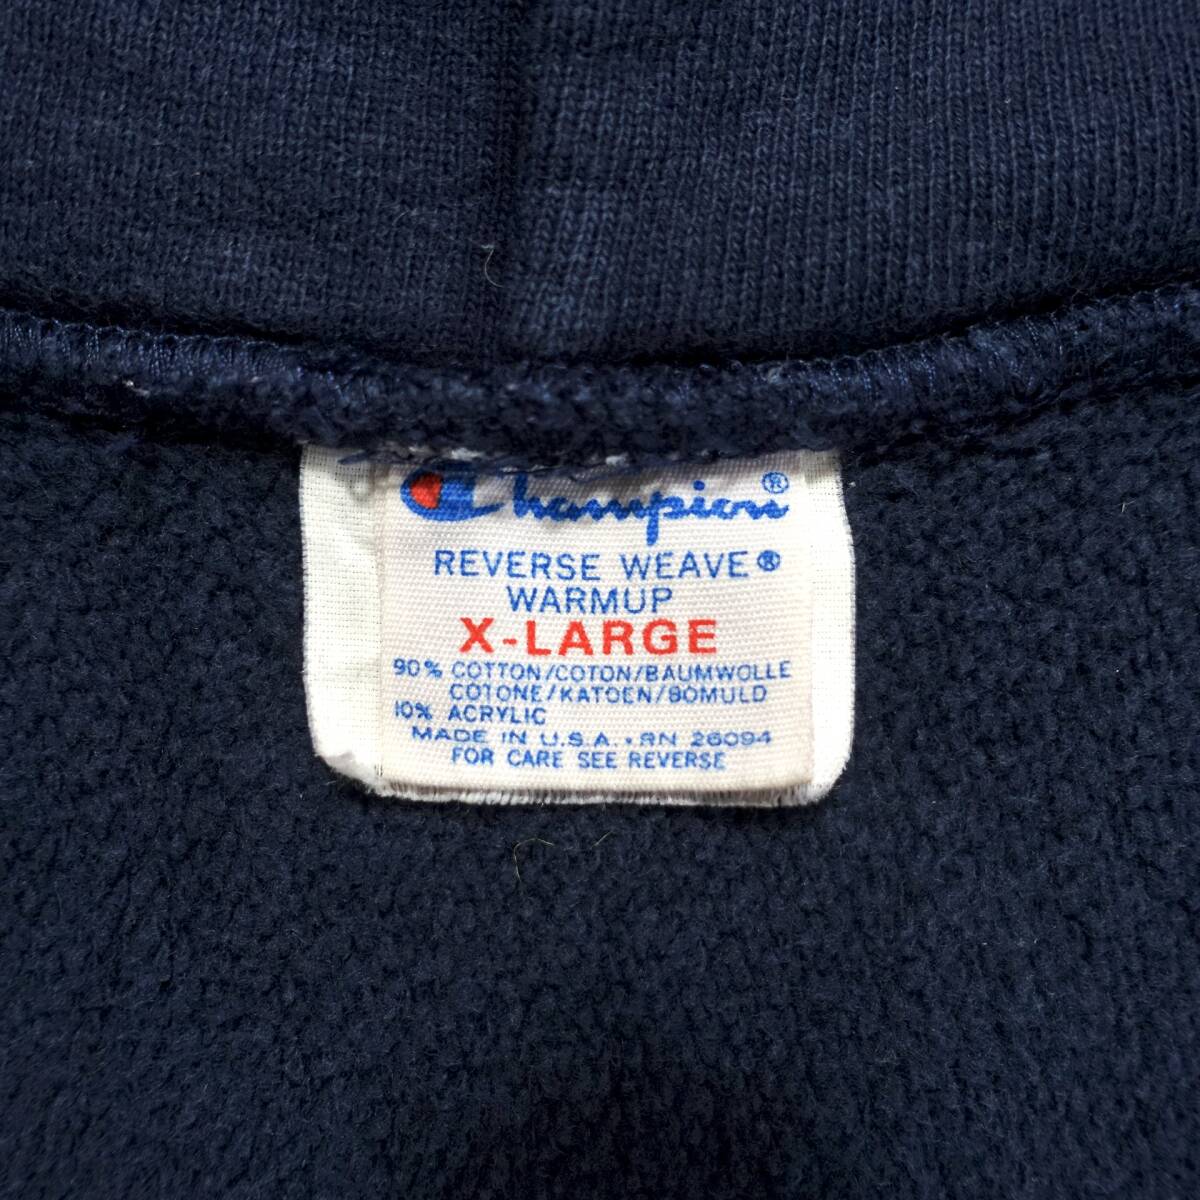 Champion®
REVERSE WEAVE®
WARMUP
X-LARGE
90% COTTON/COTON/BAUMWOLLE
COTONE/KATOEN/BOMULD
10% ACRYLIC
MADE IN U.S.A. • RN 26094
FOR CARE SEE REVERSE